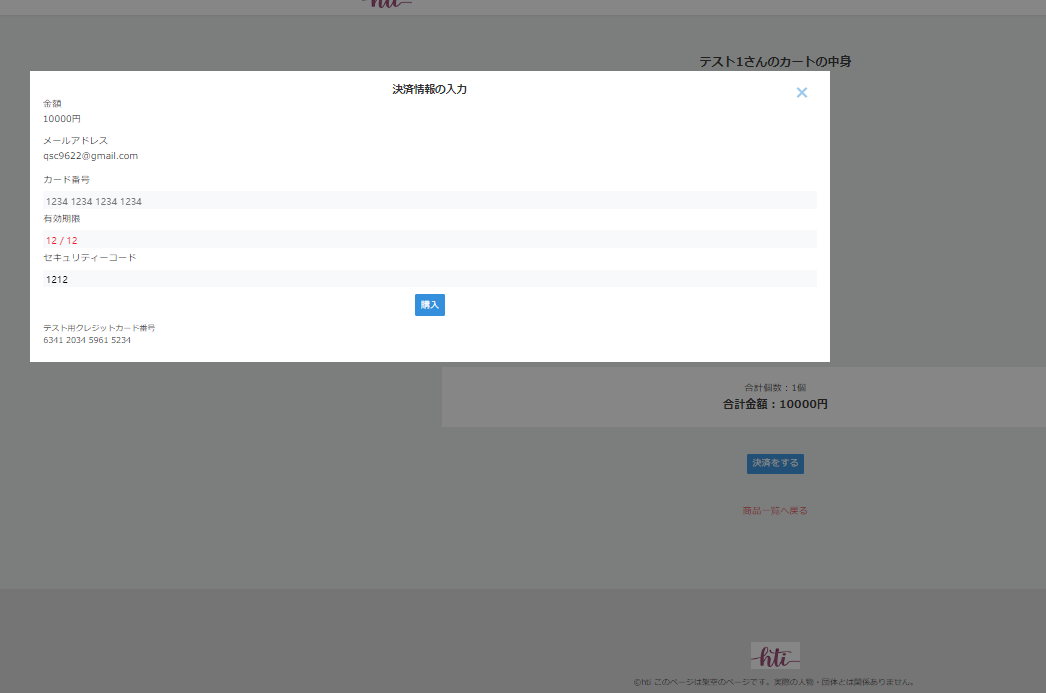 hti
テスト1さんのカートの中身
決済情報の入力
×
金額
10000円
メールアドレス
qsc9622@gmail.com
カード番号
1234 1234 1234 1234
有効期限
12 / 12
セキュリティーコード
1212
購入
テスト用クレジットカード番号
6341 2034 5961 5234
合計個数：1個
合計金額：10000円
決済をする
商品一覧へ戻る
hti
©hti このページは架空のページです。実際の人物・団体とは関係ありません。